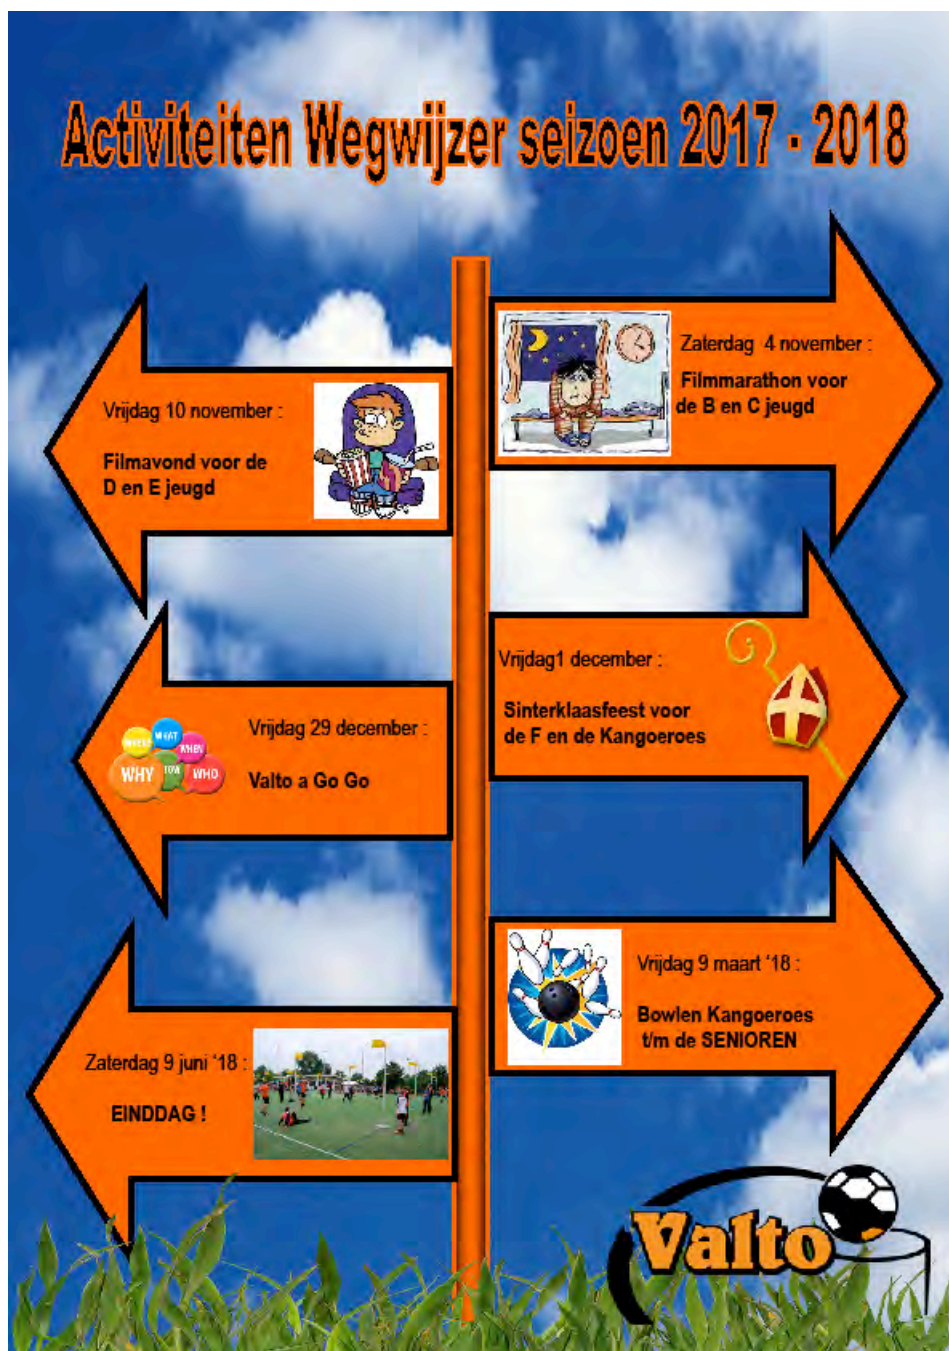 Activiteiten Wegwijzer seizoen 2017 - 2018
Zaterdag 4 november :
Filmmarathon voor
de B en C jeugd
Vrijdag 10 november :
Filmavond voor de
D en E jeugd
Vrijdag1 december :
Sinterklaasfeest voor
de F en de Kangoeroes
Vrijdag 29 december :
Valto a Go Go
WHAT
WHEN
WHY
WHO
Vrijdag 9 maart ‘18 :
Bowlen Kangoeroes
t/m de SENIOREN
Zaterdag 9 juni ‘18 :
EINDDAG !
Valto